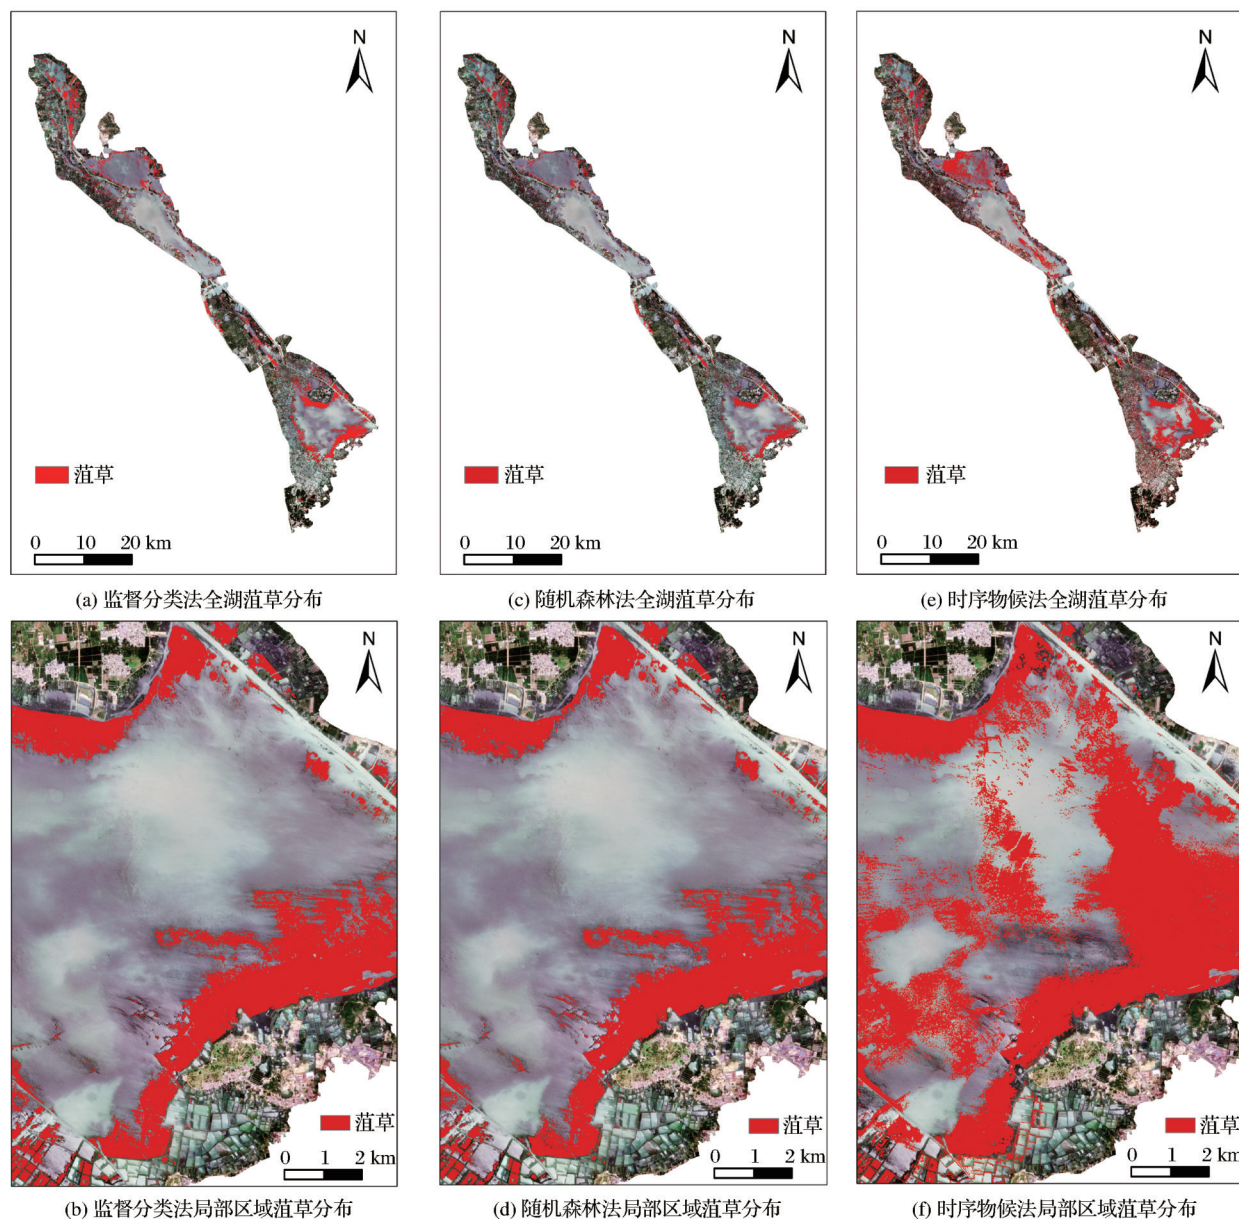 N
N
N
菹草
菹草
菹草
0 10 20 km
0 10 20 km
0 10 20 km
(a) 监督分类法全湖菹草分布
(c) 随机森林法全湖菹草分布
(e) 时序物候法全湖菹草分布
N
N
N
菹草
菹草
菹草
0 1 2 km
0 1 2 km
0 1 2 km
(b) 监督分类法局部区域菹草分布
(d) 随机森林法局部区域菹草分布
(f) 时序物候法局部区域菹草分布